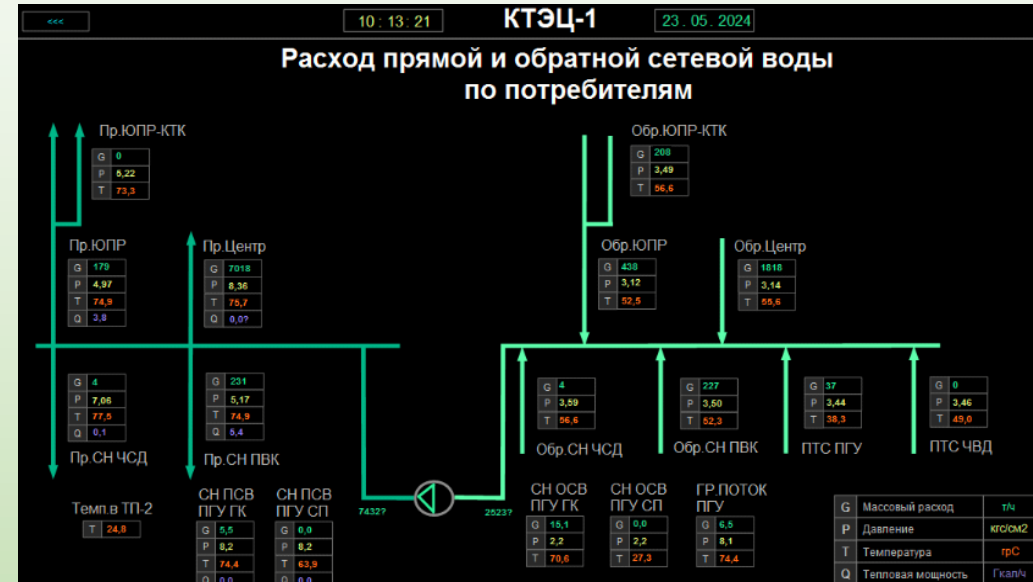 <<<
10:13:21
КТЭЦ-1
23.05.2024
Расход прямой и обратной сетевой воды
по потребителям
Пр.ЮПР-КТК
G 0
P 5,22
T 73,3
Обр.ЮПР-КТК
G 208
P 3,49
T 56,6
Пр.ЮПР
G 179
P 4,97
T 74,9
Q 3,8
Пр.Центр
G 7018
P 8,36
T 75,7
Q 0,0?
Обр.ЮПР
G 438
P 3,12
T 52,5
Обр.Центр
G 1818
P 3,14
T 55,6
G 4
P 7,06
T 77,5
Q 0,1
Пр.СН ЧСД
G 231
P 5,17
T 74,9
Q 5,4
Пр.СН ПВК
G 4
P 3,59
T 56,6
Обр.СН ЧСД
G 227
P 3,50
T 52,3
Обр.СН ПВК
G 37
P 3,44
T 38,3
ПТС ПГУ
G 0
P 3,46
T 49,0
ПТС ЧВД
Темп.в ТП-2
T 24,8
СН ПСВ
ПГУ ГК
G 5,5
P 8,2
T 74,4
Q 0,0
СН ПСВ
ПГУ СП
G 0,0
P 8,2
T 63,9
Q 0,0
7432?
2523?
СН ОСВ
ПГУ ГК
G 15,1
P 2,2
T 70,6
СН ОСВ
ПГУ СП
G 0,0
P 2,2
T 27,3
ГР.ПОТОК
ПГУ
G 6,5
P 8,1
T 74,4
G Массовый расход т/ч
P Давление кгс/см2
T Температура грС
Q Тепловая мощность Гкал/ч